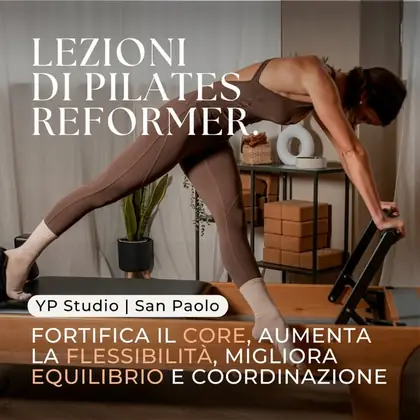 LEZIONI
DI PILATES
REFORMER.
YP Studio | San Paolo
FORTIFICA IL CORE, AUMENTA
LA FLESSIBILITÀ, MIGLIORA
EQUILIBRIO E COORDINAZIONE